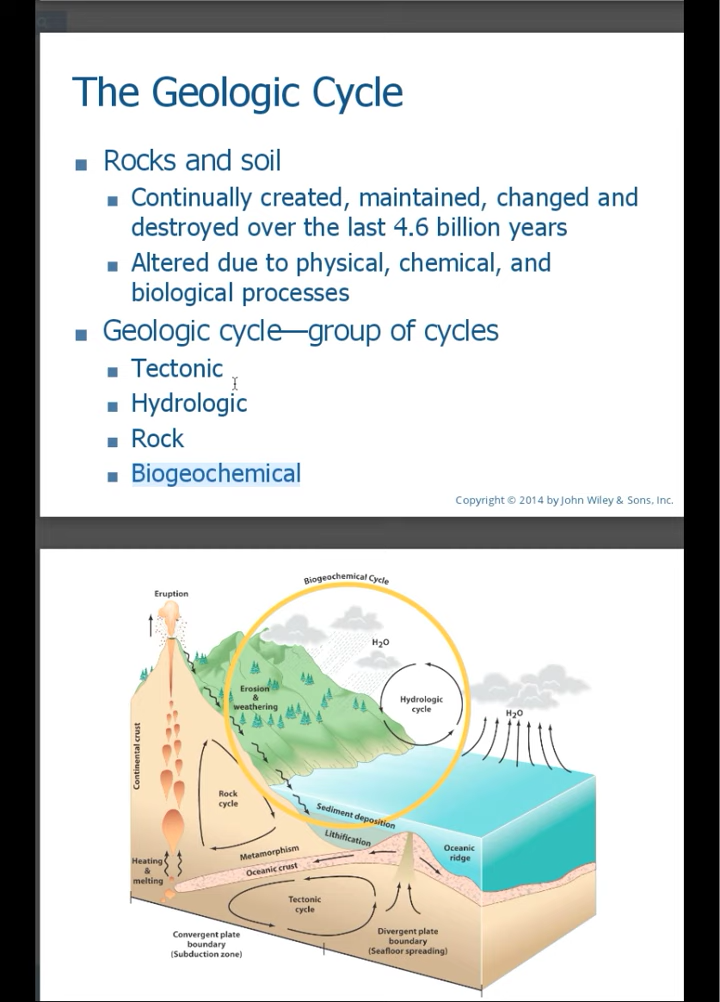 The Geologic Cycle
Rocks and soil
Continually created, maintained, changed and
destroyed over the last 4.6 billion years
Altered due to physical, chemical, and
biological processes
Geologic cycle—group of cycles
Tectonic
Hydrologic
Rock
Biogeochemical
Copyright © 2014 by John Wiley & Sons, Inc.
Biogeochemical Cycle
Eruption
H₂O
Erosion
&
weathering
Hydrologic
cycle
H₂O
Continental crust
Rock
cycle
Sediment deposition
Lithification
Metamorphism
Oceanic
ridge
Oceanic crust
Heating
&
melting
Tectonic
cycle
Convergent plate
boundary
(Subduction zone)
Divergent plate
boundary
(Seafloor spreading)